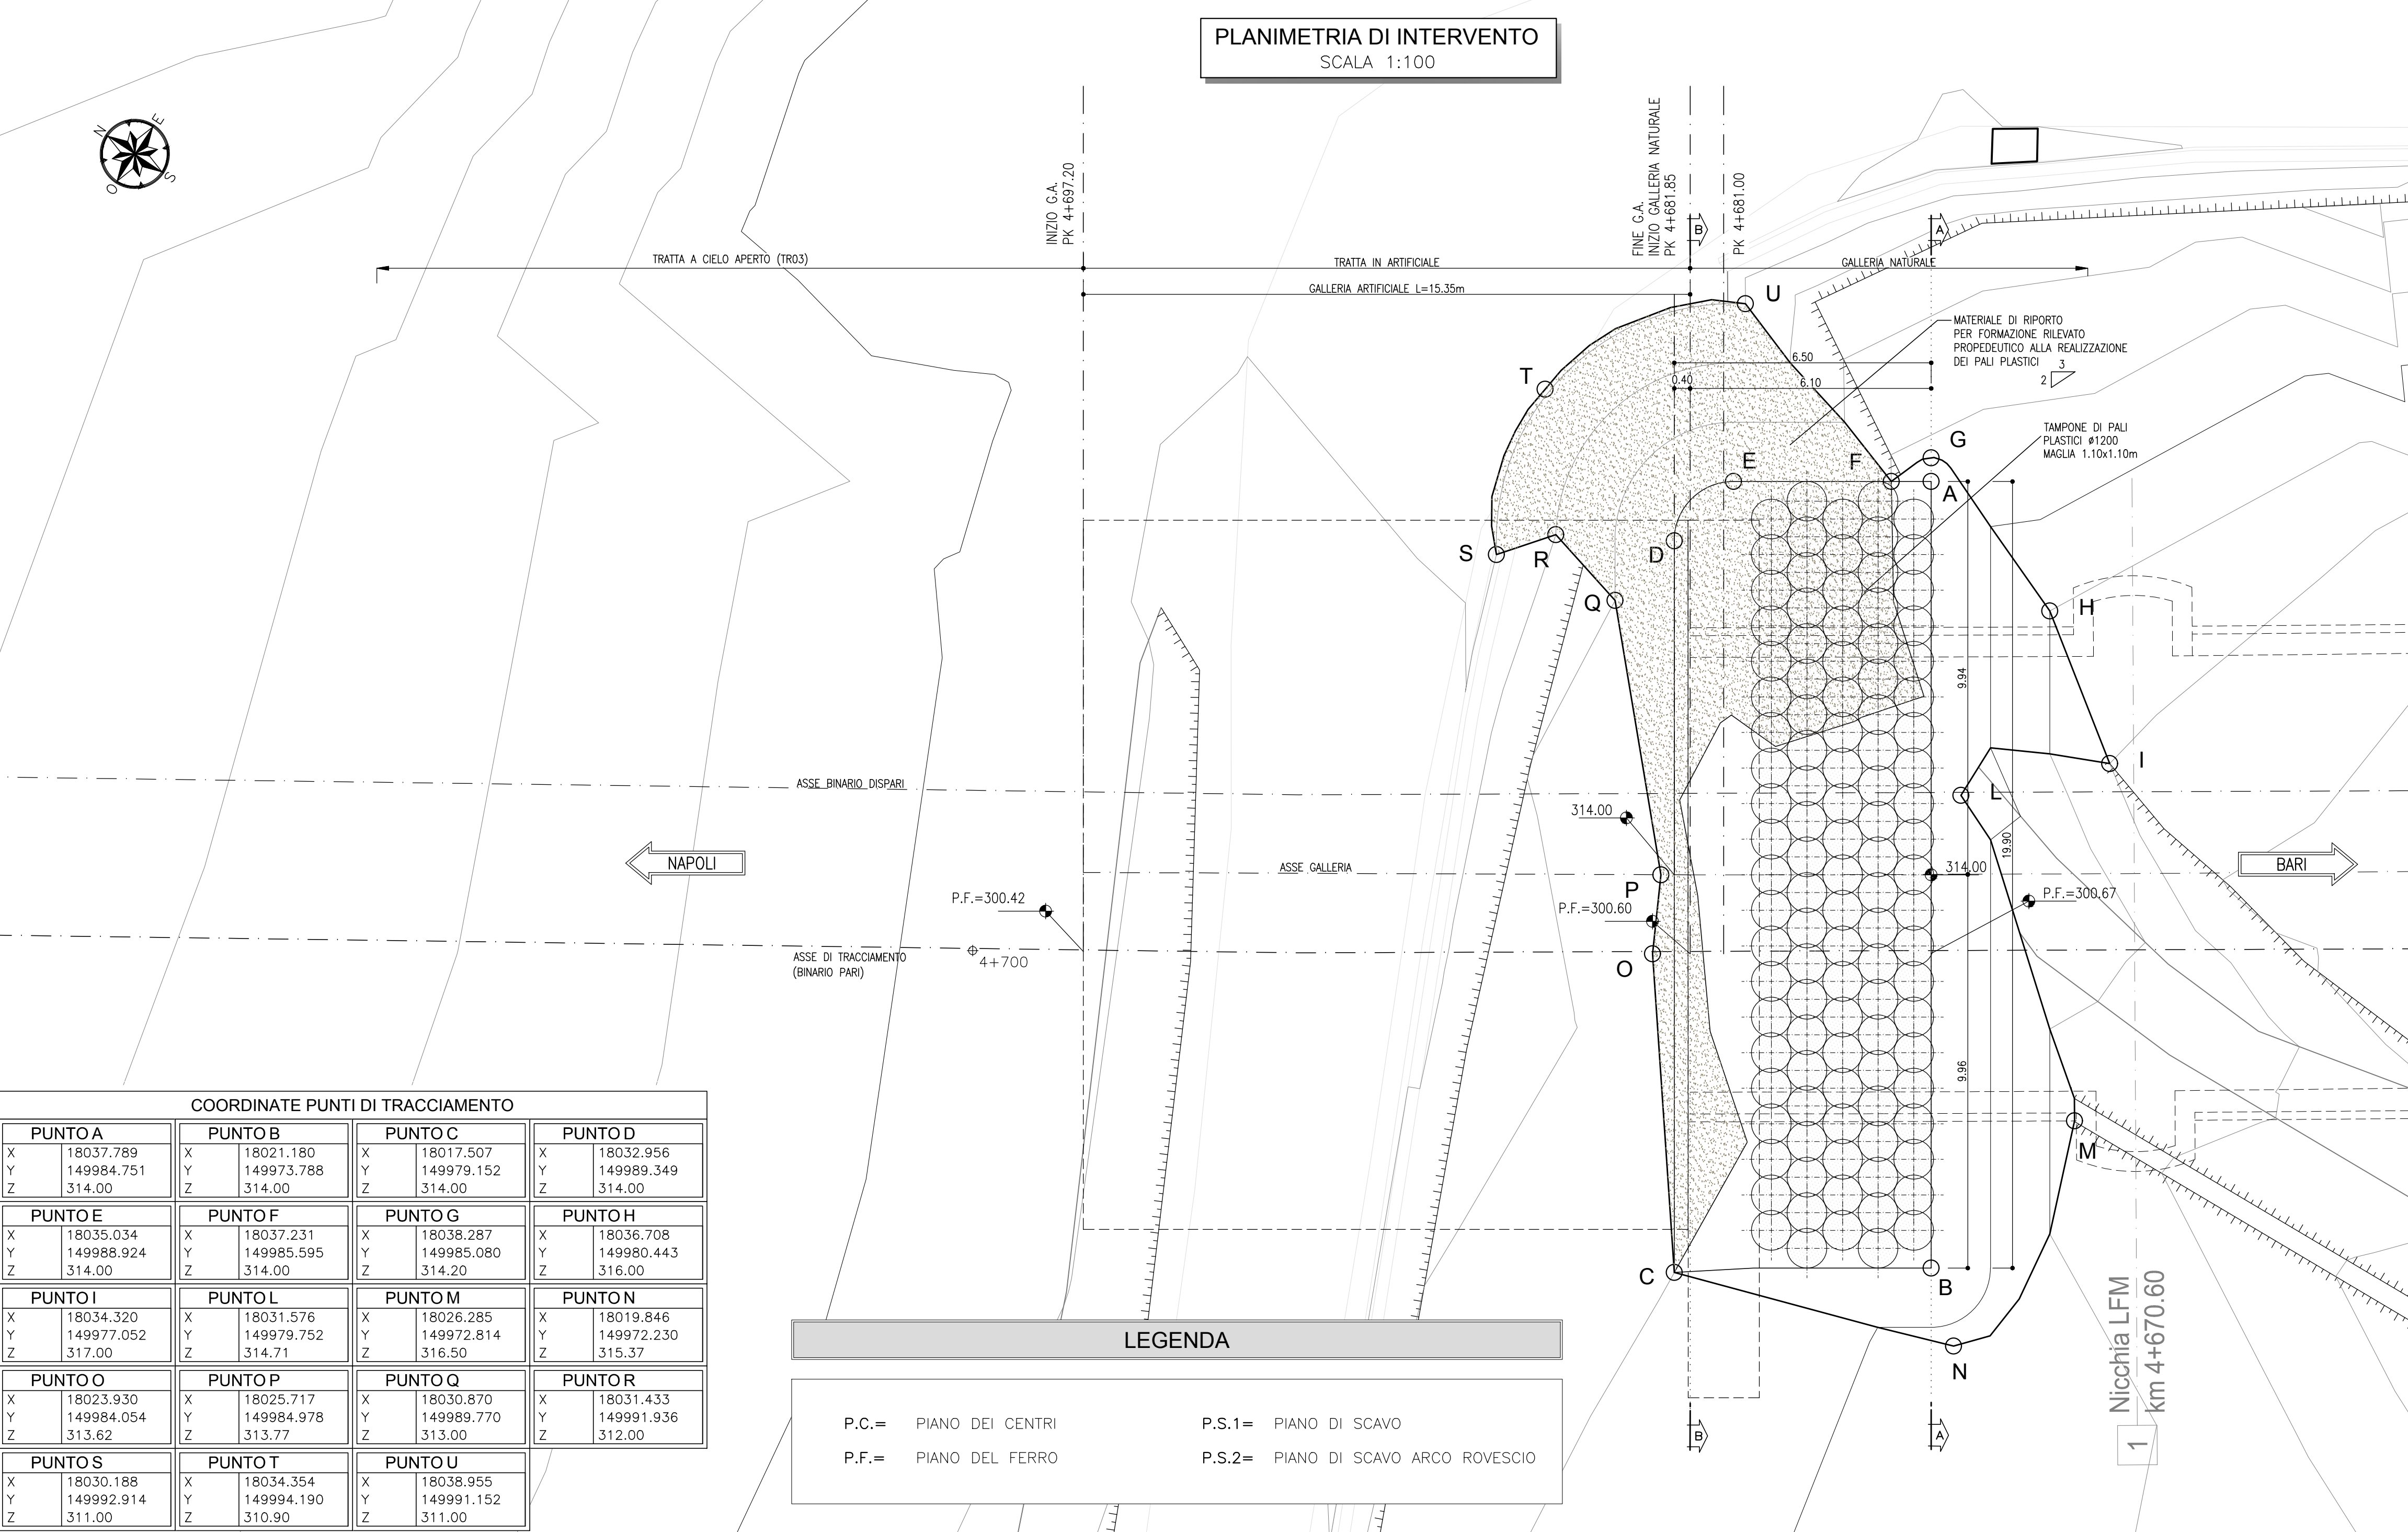 PLANIMETRIA DI INTERVENTO
SCALA 1:100
N
E
S
O
INIZIO G.A.
PK 4+697.20
FINE G.A.
INIZIO GALLERIA NATURALE
PK 4+681.85
PK 4+681.00
B
A
TRATTA A CIELO APERTO (TR03)
TRATTA IN ARTIFICIALE
GALLERIA NATURALE
GALLERIA ARTIFICIALE L=15.35m
U
MATERIALE DI RIPORTO
PER FORMAZIONE RILEVATO
PROPEDEUTICO ALLA REALIZZAZIONE
DEI PALI PLASTICI
3
2
6.50
0.40
6.10
T
TAMPONE DI PALI
PLASTICI ø1200
MAGLIA 1.10x1.10m
G
E
F
A
S
R
D
Q
H
9.94
I
L
ASSE BINARIO DISPARI
314.00
19.90
NAPOLI
ASSE GALLERIA
314.00
BARI
P
P.F.=300.42
P.F.=300.60
P.F.=300.67
O
ASSE DI TRACCIAMENTO
(BINARIO PARI)
4+700
9.96
M
C
B
N
Nicchia LFM
km 4+670.60
1
B
A
COORDINATE PUNTI DI TRACCIAMENTO
PUNTO A PUNTO B PUNTO C PUNTO D
X 18037.789 X 18021.180 X 18017.507 X 18032.956
Y 149984.751 Y 149973.788 Y 149979.152 Y 149989.349
Z 314.00 Z 314.00 Z 314.00 Z 314.00
PUNTO E PUNTO F PUNTO G PUNTO H
X 18035.034 X 18037.231 X 18038.287 X 18036.708
Y 149988.924 Y 149985.595 Y 149985.080 Y 149980.443
Z 314.00 Z 314.00 Z 314.20 Z 316.00
PUNTO I PUNTO L PUNTO M PUNTO N
X 18034.320 X 18031.576 X 18026.285 X 18019.846
Y 149977.052 Y 149979.752 Y 149972.814 Y 149972.230
Z 317.00 Z 314.71 Z 316.50 Z 315.37
PUNTO O PUNTO P PUNTO Q PUNTO R
X 18023.930 X 18025.717 X 18030.870 X 18031.433
Y 149984.054 Y 149984.978 Y 149989.770 Y 149991.936
Z 313.62 Z 313.77 Z 313.00 Z 312.00
PUNTO S PUNTO T PUNTO U
X 18030.188 X 18034.354 X 18038.955
Y 149992.914 Y 149994.190 Y 149991.152
Z 311.00 Z 310.90 Z 311.00
LEGENDA
P.C.= PIANO DEI CENTRI P.S.1= PIANO DI SCAVO
P.F.= PIANO DEL FERRO P.S.2= PIANO DI SCAVO ARCO ROVESCIO